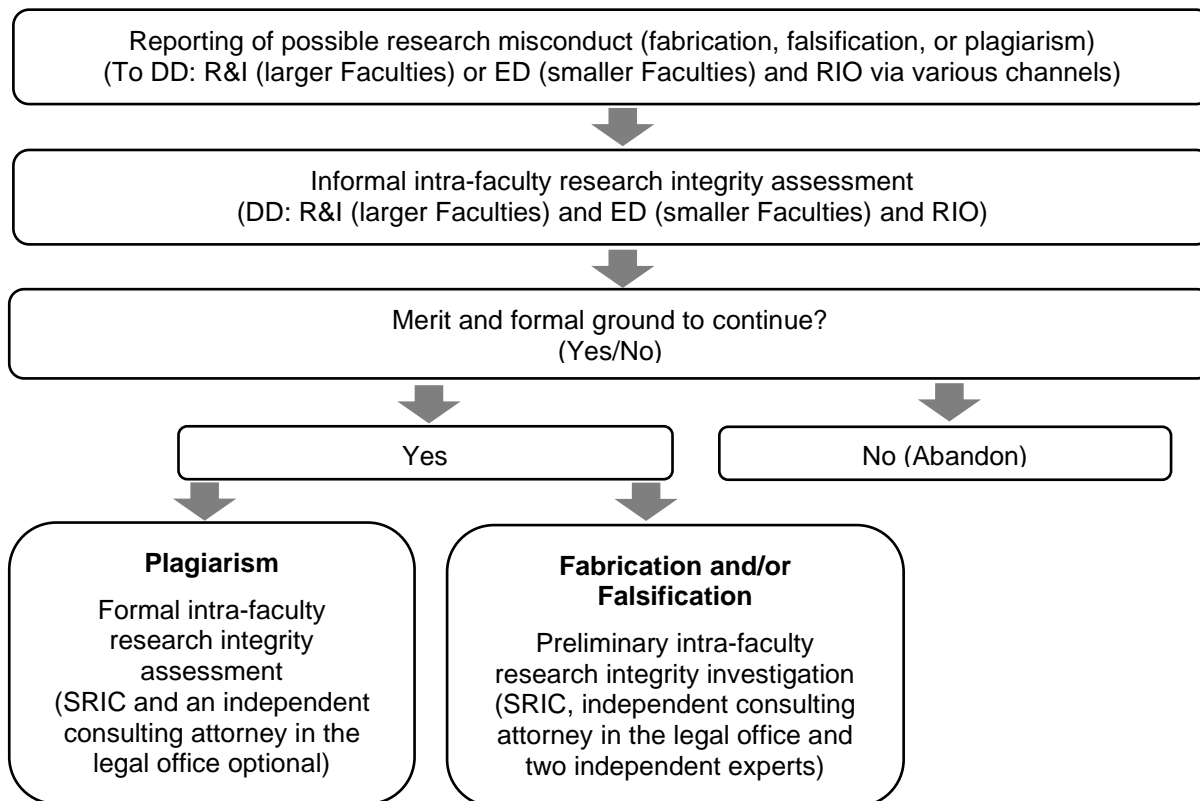 Reporting of possible research misconduct (fabrication, falsification, or plagiarism)
(To DD: R&I (larger Faculties) or ED (smaller Faculties) and RIO via various channels)
Informal intra-faculty research integrity assessment
(DD: R&I (larger Faculties) and ED (smaller Faculties) and RIO)
Merit and formal ground to continue?
(Yes/No)
Yes
No (Abandon)
Plagiarism
Formal intra-faculty
research integrity
assessment
(SRIC and an independent
consulting attorney in the
legal office optional)
Fabrication and/or
Falsification
Preliminary intra-faculty
research integrity investigation
(SRIC, independent consulting
attorney in the legal office and
two independent experts)